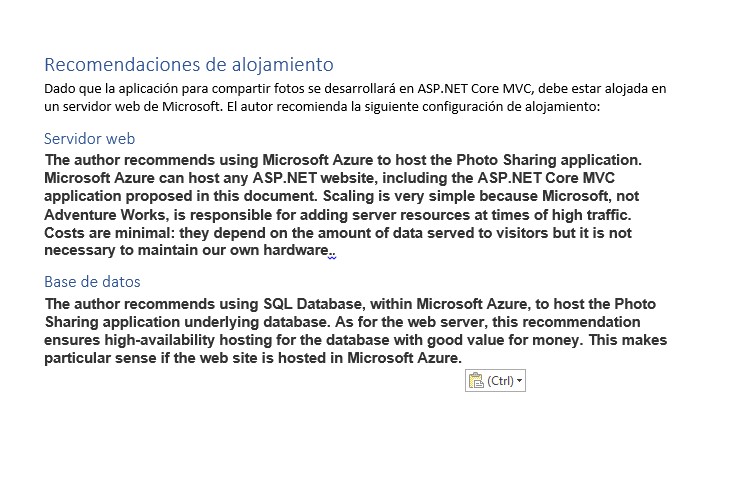 Recomendaciones de alojamiento
Dado que la aplicación para compartir fotos se desarrollará en ASP.NET Core MVC, debe estar alojada en
un servidor web de Microsoft. El autor recomienda la siguiente configuración de alojamiento:
Servidor web
The author recommends using Microsoft Azure to host the Photo Sharing application.
Microsoft Azure can host any ASP.NET website, including the ASP.NET Core MVC
application proposed in this document. Scaling is very simple because Microsoft, not
Adventure Works, is responsible for adding server resources at times of high traffic.
Costs are minimal: they depend on the amount of data served to visitors but it is not
necessary to maintain our own hardware..
Base de datos
The author recommends using SQL Database, within Microsoft Azure, to host the Photo
Sharing application underlying database. As for the web server, this recommendation
ensures high-availability hosting for the database with good value for money. This makes
particular sense if the web site is hosted in Microsoft Azure.
(Ctrl)